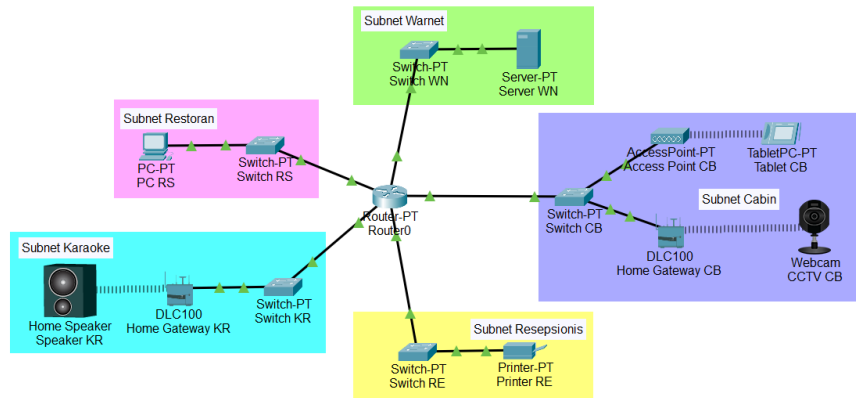 Subnet Warnet
Switch-PT
Switch WN
Server-PT
Server WN
Subnet Restoran
PC-PT
PC RS
Switch-PT
Switch RS
Router-PT
Router0
AccessPoint-PT
Access Point CB
TabletPC-PT
Tablet CB
Switch-PT
Switch CB
Subnet Cabin
DLC100
Home Gateway CB
Webcam
CCTV CB
Subnet Karaoke
Home Speaker
Speaker KR
DLC100
Home Gateway KR
Switch-PT
Switch KR
Subnet Resepsionis
Switch-PT
Switch RE
Printer-PT
Printer RE